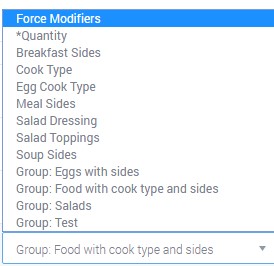 Force Modifiers
*Quantity
Breakfast Sides
Cook Type
Egg Cook Type
Meal Sides
Salad Dressing
Salad Toppings
Soup Sides
Group: Eggs with sides
Group: Food with cook type and sides
Group: Salads
Group: Test
Group: Food with cook type and sides